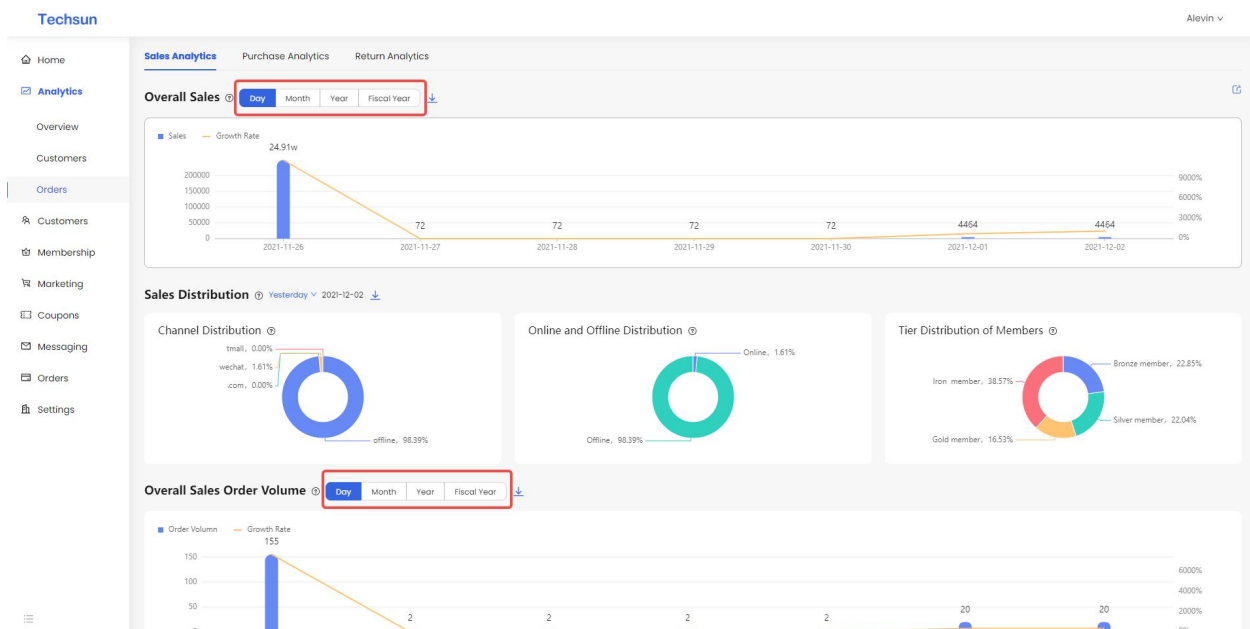 Techsun
Alevin
Home
Analytics
Overview
Customers
Orders
Customers
Membership
Marketing
Coupons
Messaging
Orders
Settings
Sales Analytics Purchase Analytics Return Analytics
Overall Sales Day Month Year Fiscal Year
Sales Growth Rate
24.91w
200000
150000
100000
50000
0
9000%
6000%
3000%
0%
72 72 72 72 4464 4464
2021-11-26 2021-11-27 2021-11-28 2021-11-29 2021-11-30 2021-12-01 2021-12-02
Sales Distribution Yesterday 2021-12-02
Channel Distribution
tmall, 0.00%
wechat, 1.61%
.com, 0.00%
offline, 98.39%
Online and Offline Distribution
Online, 1.61%
Offline, 98.39%
Tier Distribution of Members
Bronze member, 22.85%
Iron member, 38.57%
Silver member, 22.04%
Gold member, 16.53%
Overall Sales Order Volume Day Month Year Fiscal Year
Order Volumn Growth Rate
155
150
100
50
6000%
4000%
2000%
2 2 2 2 20 20